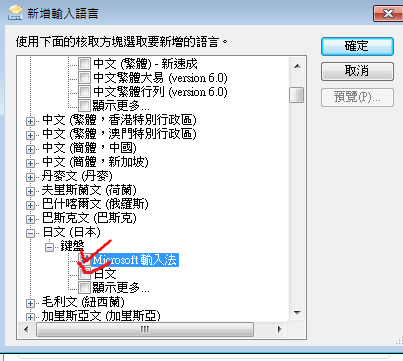 新增輸入語言
使用下面的核取方塊選取要新增的語言。
確定
取消
預覽(P)...
中文 (繁體) - 新速成
中文繁體大易 (version 6.0)
中文繁體行列 (version 6.0)
顯示更多...
中文 (繁體，香港特別行政區)
中文 (繁體，澳門特別行政區)
中文 (簡體，中國)
中文 (簡體，新加坡)
丹麥文 (丹麥)
夫里斯蘭文 (荷蘭)
巴什喀爾文 (俄羅斯)
巴斯克文 (巴斯克)
日文 (日本)
鍵盤
Microsoft 輸入法
日文
顯示更多...
毛利文 (紐西蘭)
加里斯亞文 (加里斯亞)